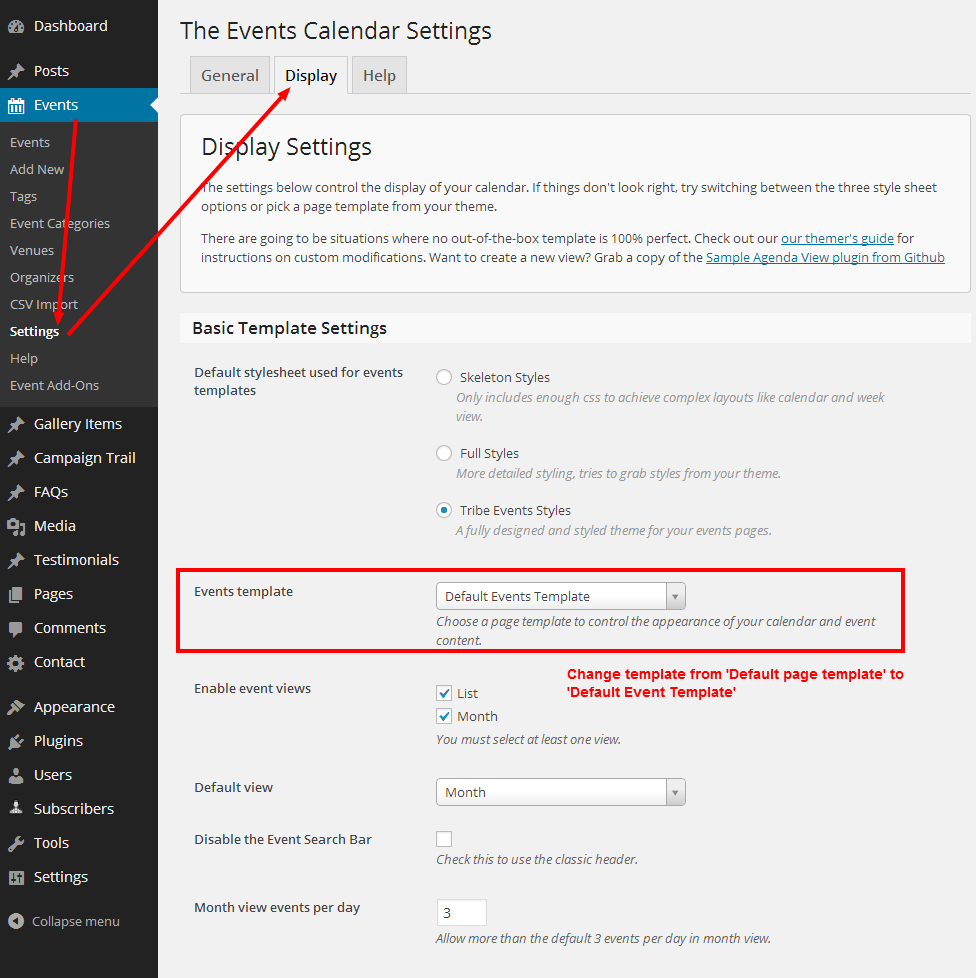 Dashboard
Posts
Events
Events
Add New
Tags
Event Categories
Venues
Organizers
CSV Import
Settings
Help
Event Add-Ons
Gallery Items
Campaign Trail
FAQs
Media
Testimonials
Pages
Comments
Contact
Appearance
Plugins
Users
Subscribers
Tools
Settings
Collapse menu
The Events Calendar Settings
General
Display
Help
Display Settings
The settings below control the display of your calendar. If things don't look right, try switching between the three style sheet
options or pick a page template from your theme.
There are going to be situations where no out-of-the-box template is 100% perfect. Check out our our themer's guide for
instructions on custom modifications. Want to create a new view? Grab a copy of the Sample Agenda View plugin from Github
Basic Template Settings
Default stylesheet used for events
templates
Skeleton Styles
Only includes enough css to achieve complex layouts like calendar and week
view.
Full Styles
More detailed styling, tries to grab styles from your theme.
Tribe Events Styles
A fully designed and styled theme for your events pages.
Events template
Default Events Template
Choose a page template to control the appearance of your calendar and event
content.
Change template from 'Default page template' to
'Default Event Template'
Enable event views
List
Month
You must select at least one view.
Default view
Month
Disable the Event Search Bar
Check this to use the classic header.
Month view events per day
3
Allow more than the default 3 events per day in month view.